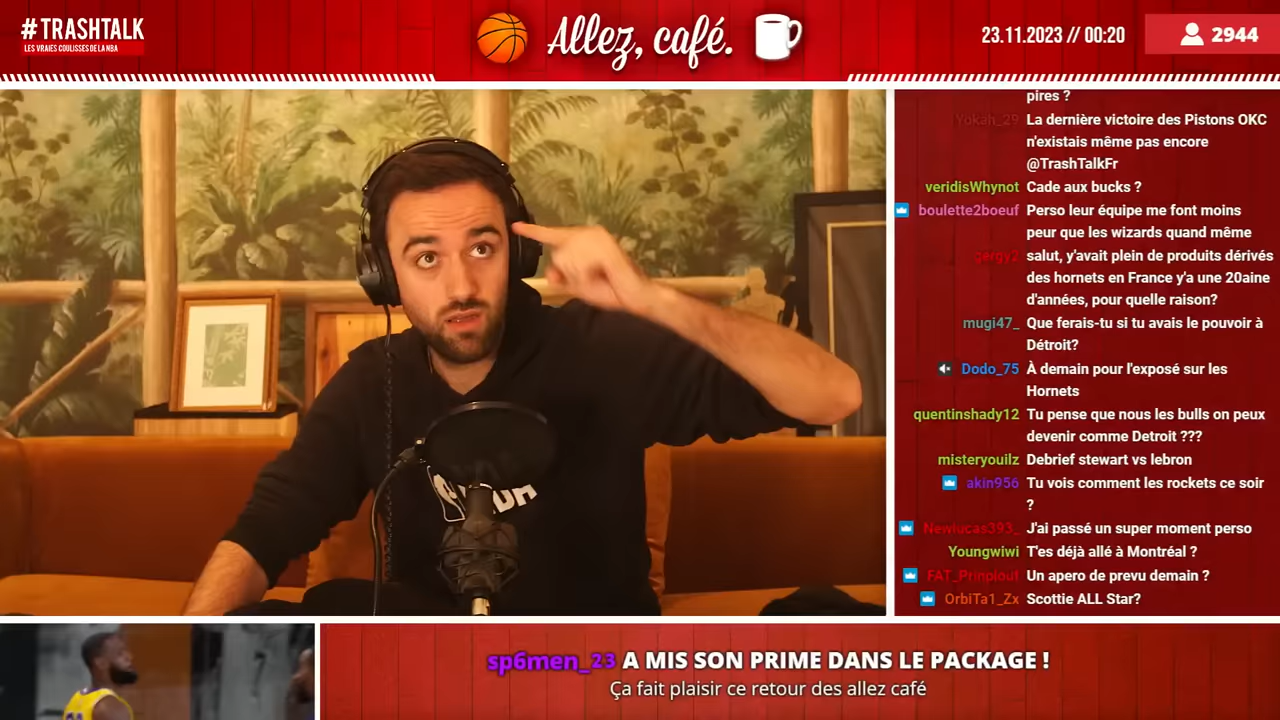 #TRASHTALK
LES VRAIES COULISSES DE LA NBA
Allez, café.
23.11.2023 // 00:20
2944
pires ?
Yokah_29 La dernière victoire des Pistons OKC
n'existais même pas encore
@TrashTalkFr
veridisWhynot Cade aux bucks ?
boulette2boeuf Perso leur équipe me font moins
peur que les wizards quand même
gergy2 salut, y'avait plein de produits dérivés
des hornets en France y'a une 20aine
d'années, pour quelle raison?
mugi47_ Que ferais-tu si tu avais le pouvoir à
Détroit?
Dodo_75 À demain pour l'exposé sur les
Hornets
quentinshady12 Tu pense que nous les bulls on peux
devenir comme Detroit ???
misteryouilz Debrief stewart vs lebron
akin956 Tu vois comment les rockets ce soir
?
Newlucas393_ J'ai passé un super moment perso
Youngwiwi T'es déjà allé à Montréal ?
FAT_Prinplout Un apero de prevu demain ?
OrbiTa1_Zx Scottie ALL Star?
sp6men_23 A MIS SON PRIME DANS LE PACKAGE !
Ça fait plaisir ce retour des allez café